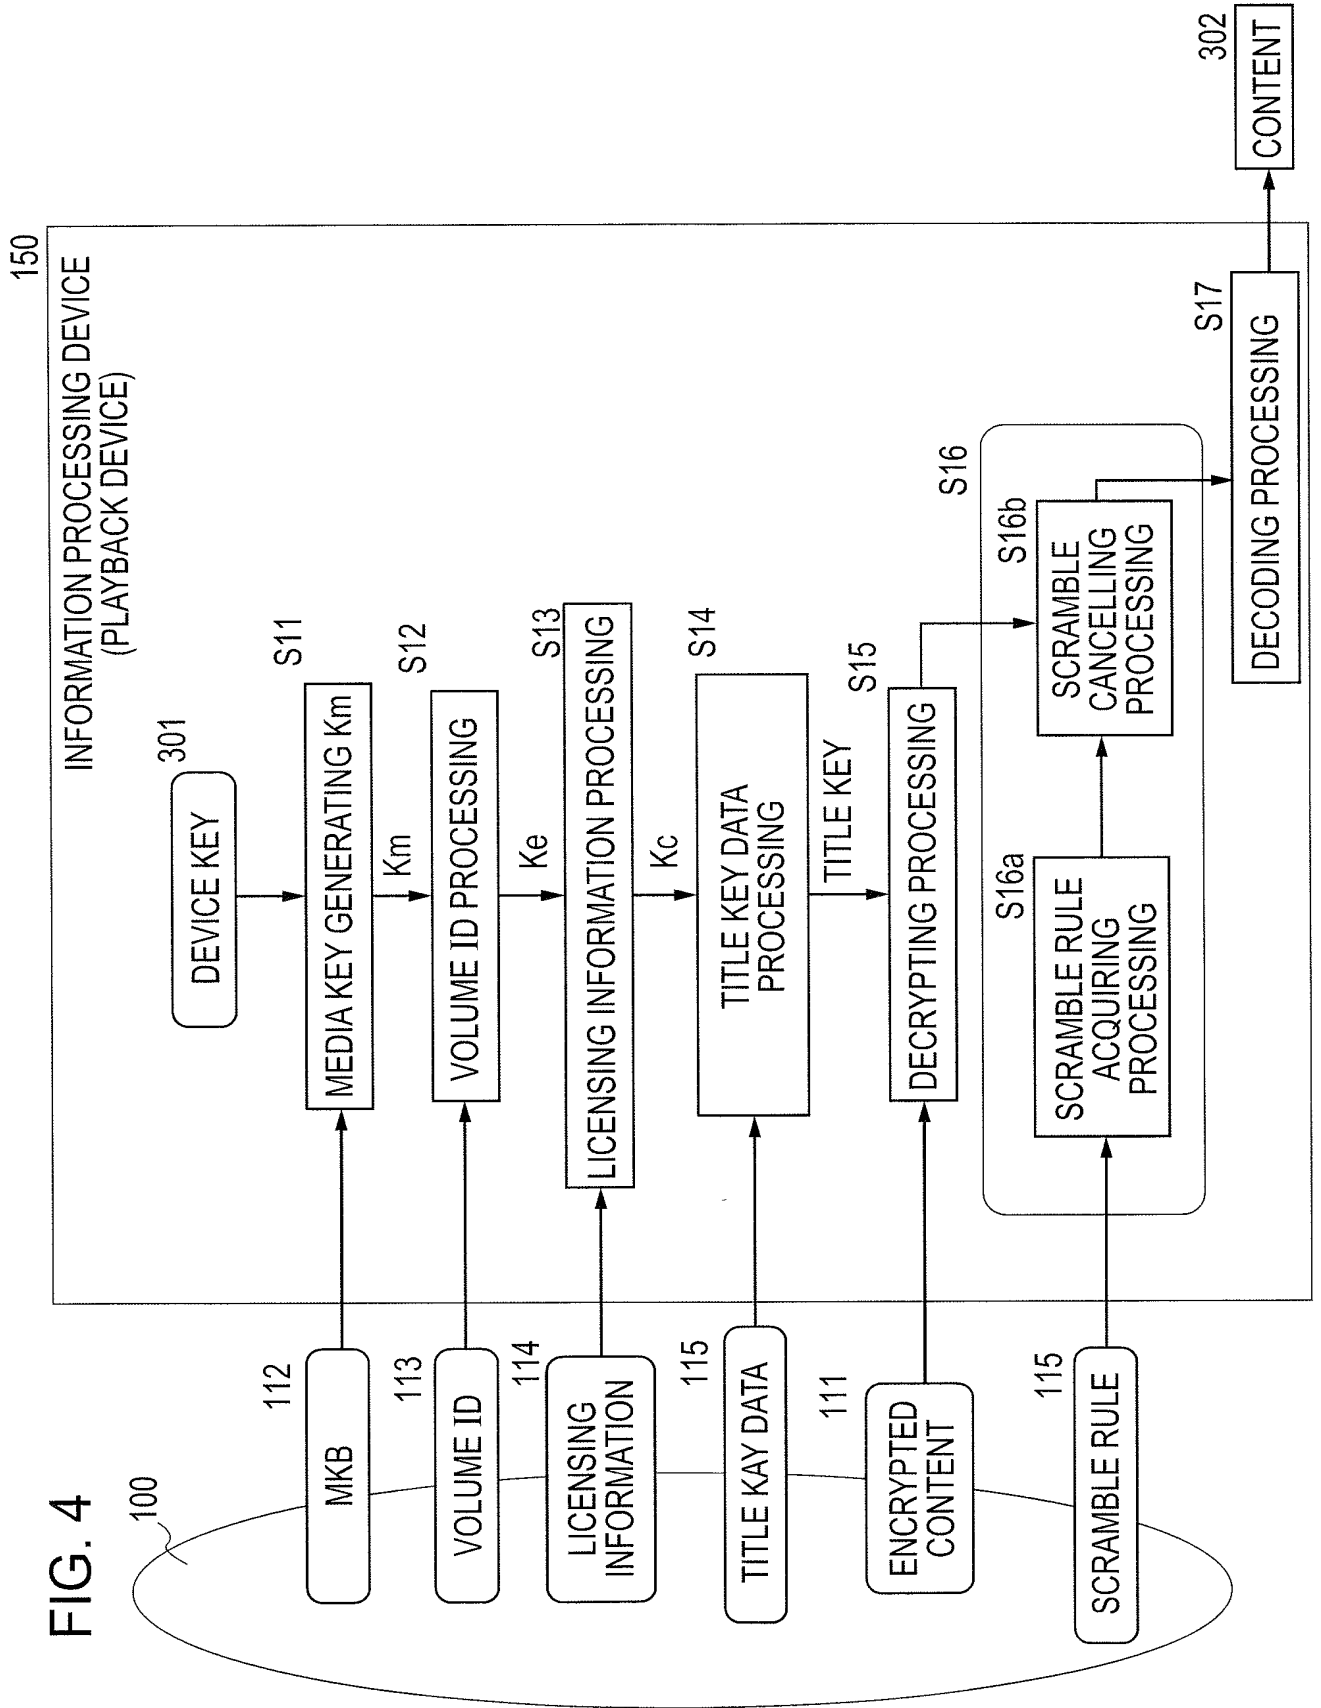 FIG. 4
100
112
MKB
113
VOLUME ID
114
LICENSING
INFORMATION
115
TITLE KAY DATA
111
ENCRYPTED
CONTENT
115
SCRAMBLE RULE
150
INFORMATION PROCESSING DEVICE
(PLAYBACK DEVICE)
301
DEVICE KEY
S11
MEDIA KEY GENERATING Km
Km
S12
VOLUME ID PROCESSING
Ke
S13
LICENSING INFORMATION PROCESSING
Kc
S14
TITLE KEY DATA
PROCESSING
TITLE KEY
S15
DECRYPTING PROCESSING
S16
S16a
SCRAMBLE RULE
ACQUIRING
PROCESSING
S16b
SCRAMBLE
CANCELLING
PROCESSING
S17
DECODING PROCESSING
302
CONTENT